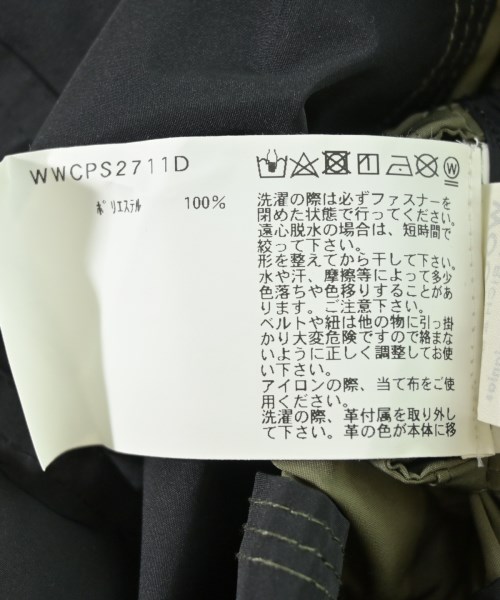 WWCPS2711D
ポリエステル 100%
洗濯の際は必ずファスナーを
閉めた状態で行ってください。
遠心脱水の場合は、短時間で
絞って下さい。
形を整えてから干して下さい。
水や汗、摩擦等によって多少
色落ちや色移りすることがあ
ります。ご注意下さい。
ベルトや紐は他の物に引っ掛
かり大変危険ですので絡まな
いように正しく調整してお使
い下さい。
アイロンの際、当て布をご使
用ください。
洗濯の際、革付属を取り外し
て下さい。革の色が本体に移